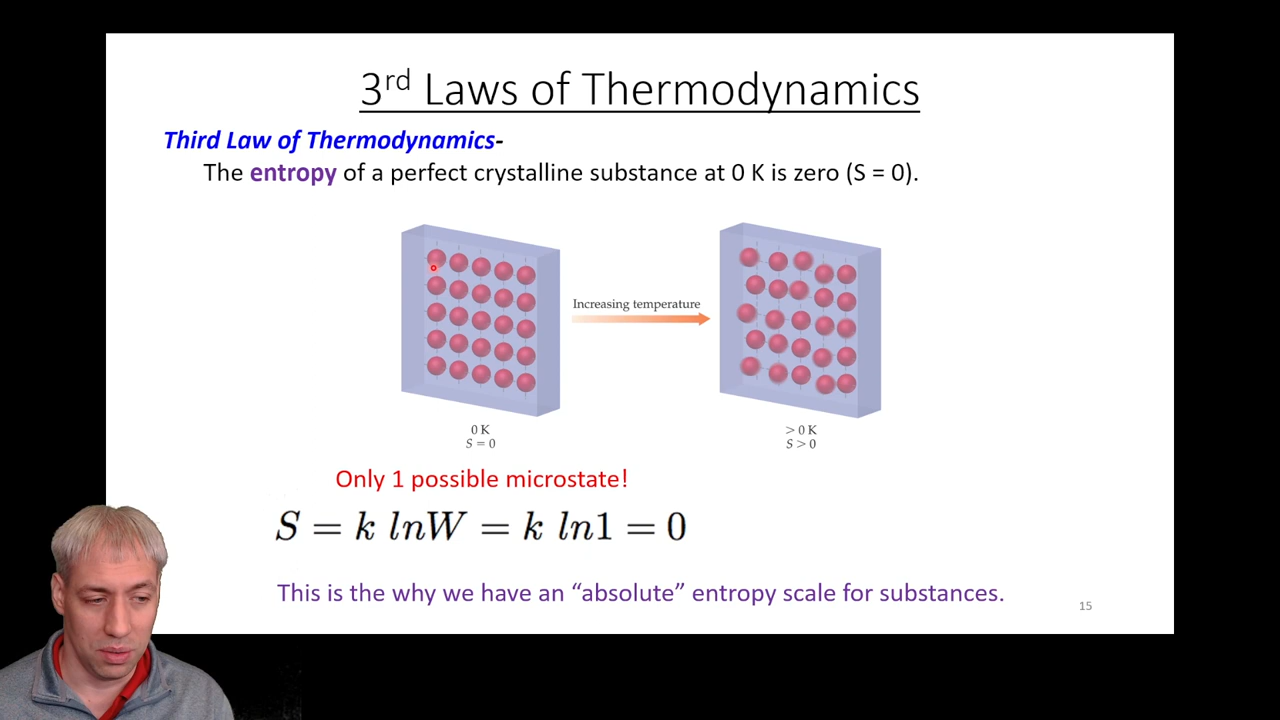 3rd Laws of Thermodynamics
Third Law of Thermodynamics-
The entropy of a perfect crystalline substance at 0 K is zero (S = 0).
Increasing temperature
0 K
S = 0
> 0 K
S > 0
Only 1 possible microstate!
S = k lnW = k ln1 = 0
This is the why we have an “absolute” entropy scale for substances.
15